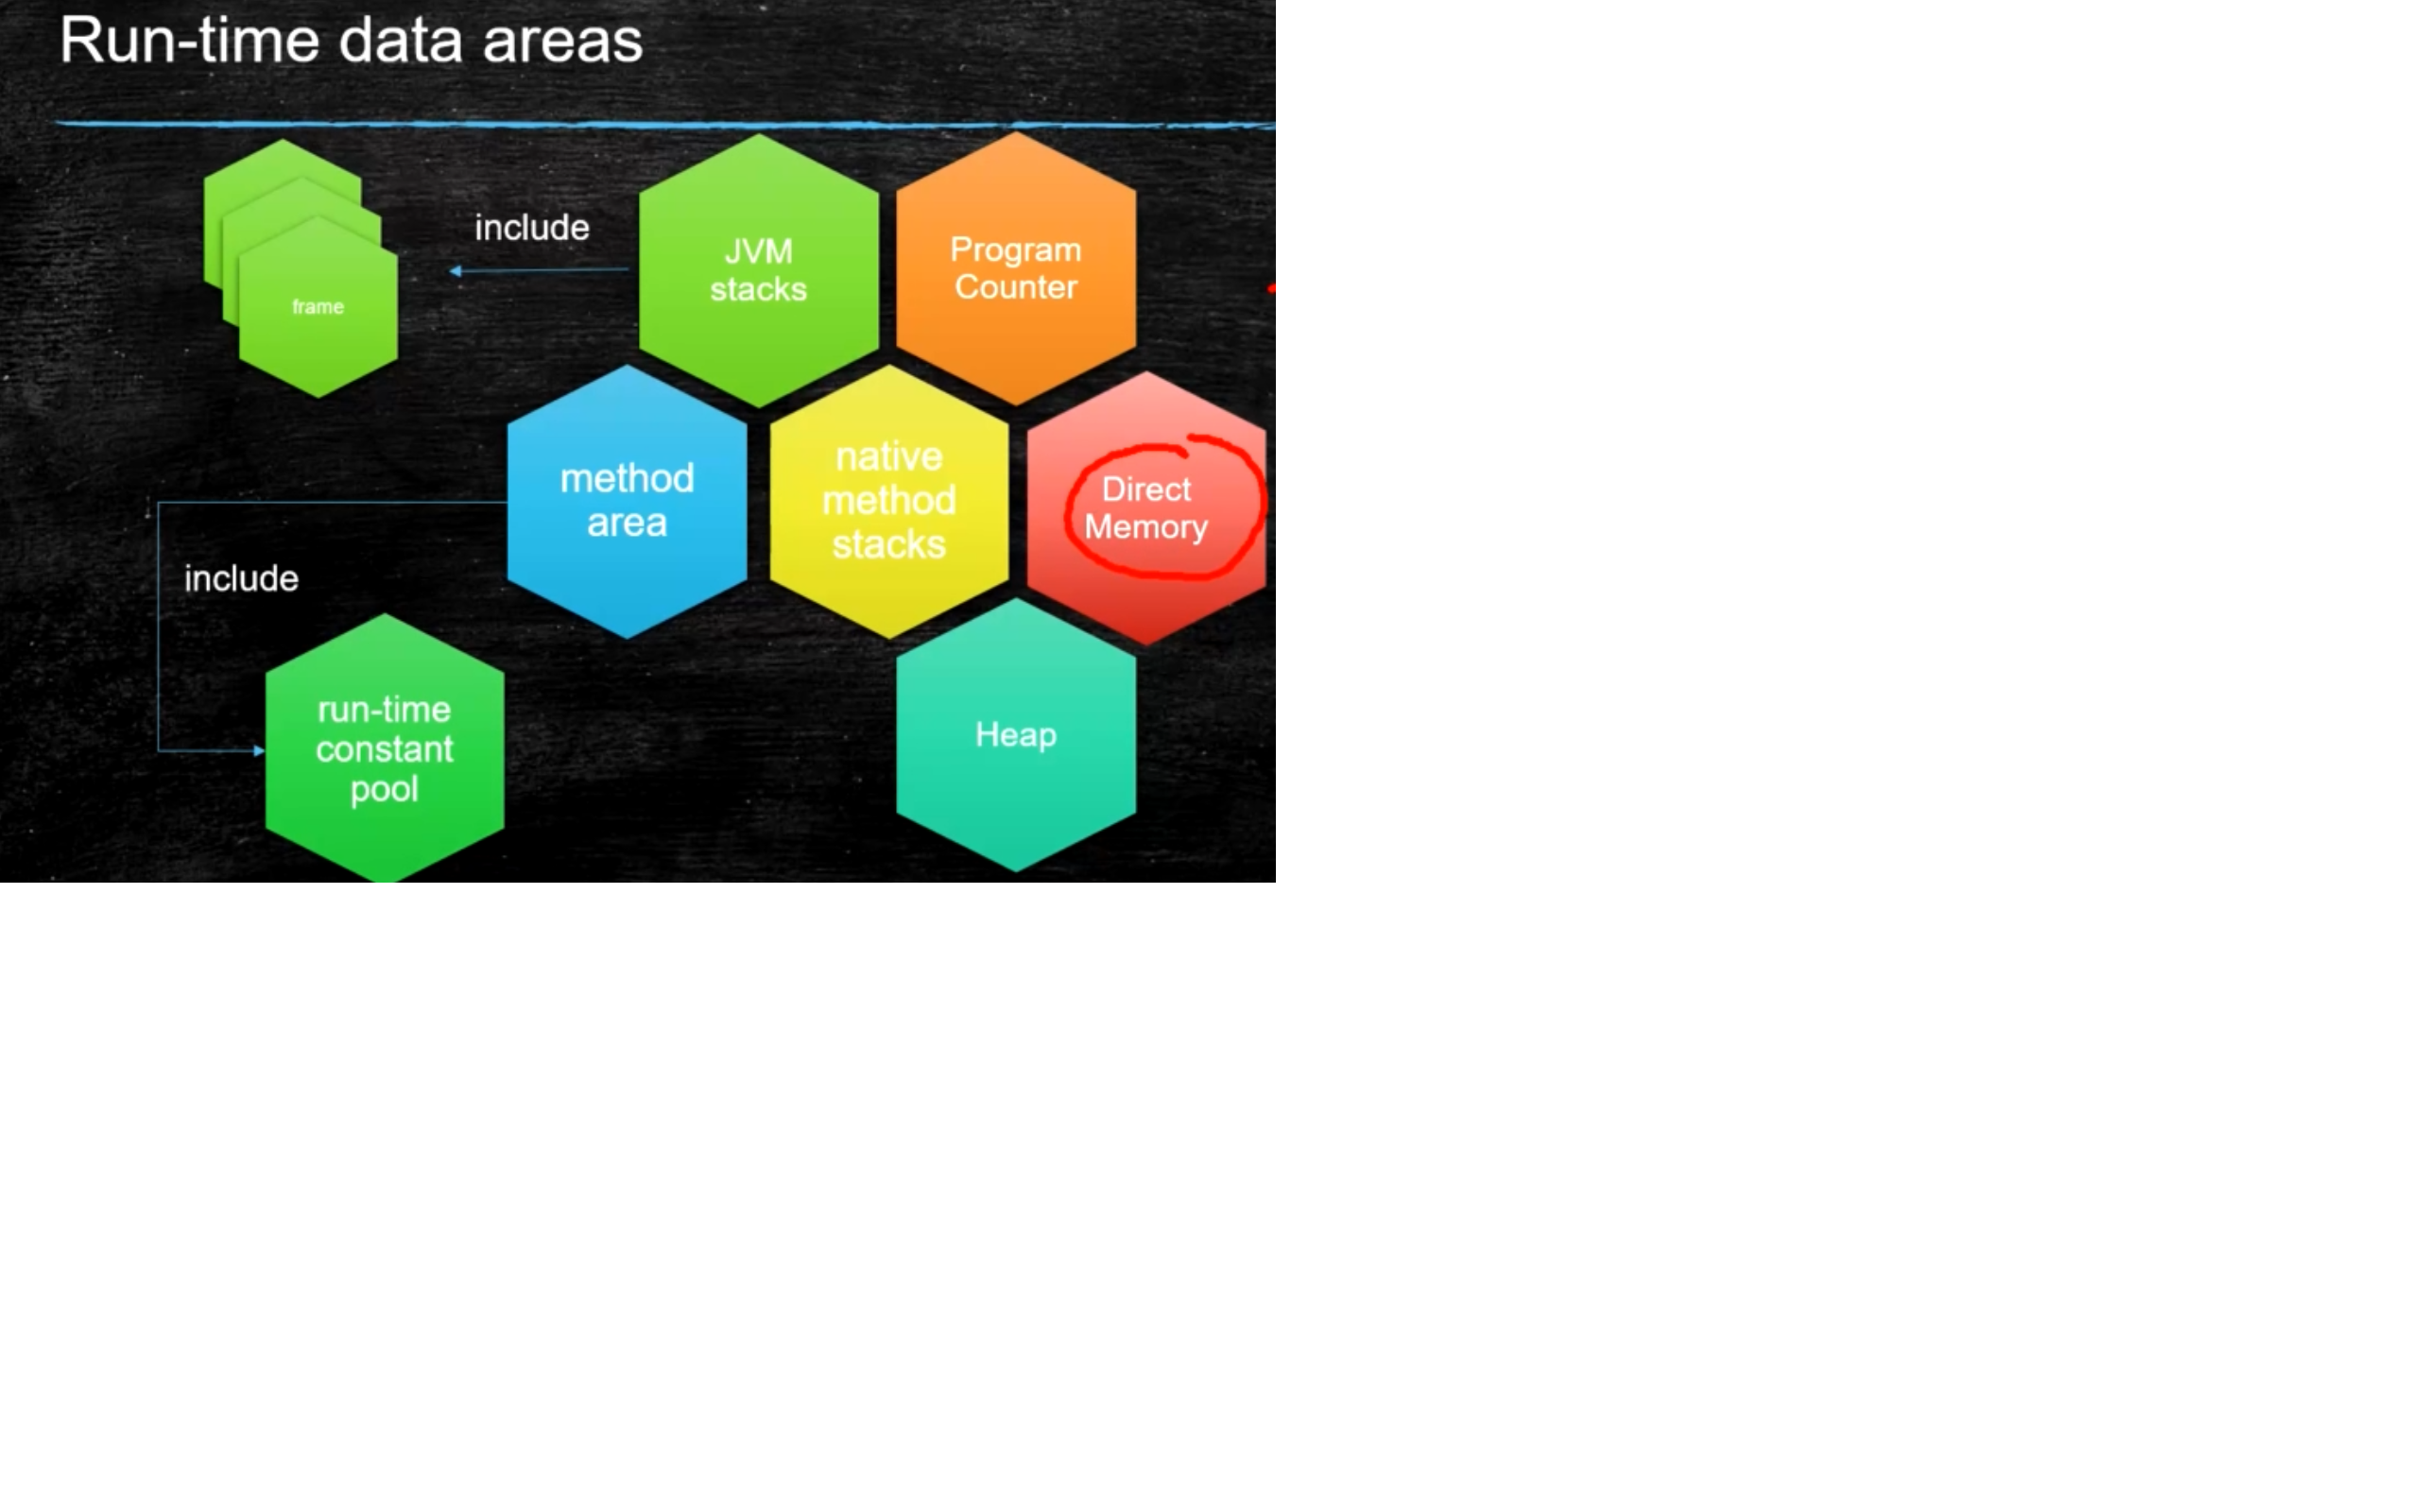 Run-time data areas
include
JVM
stacks
Program
Counter
frame
method
area
native
method
stacks
Direct
Memory
include
run-time
constant
pool
Heap